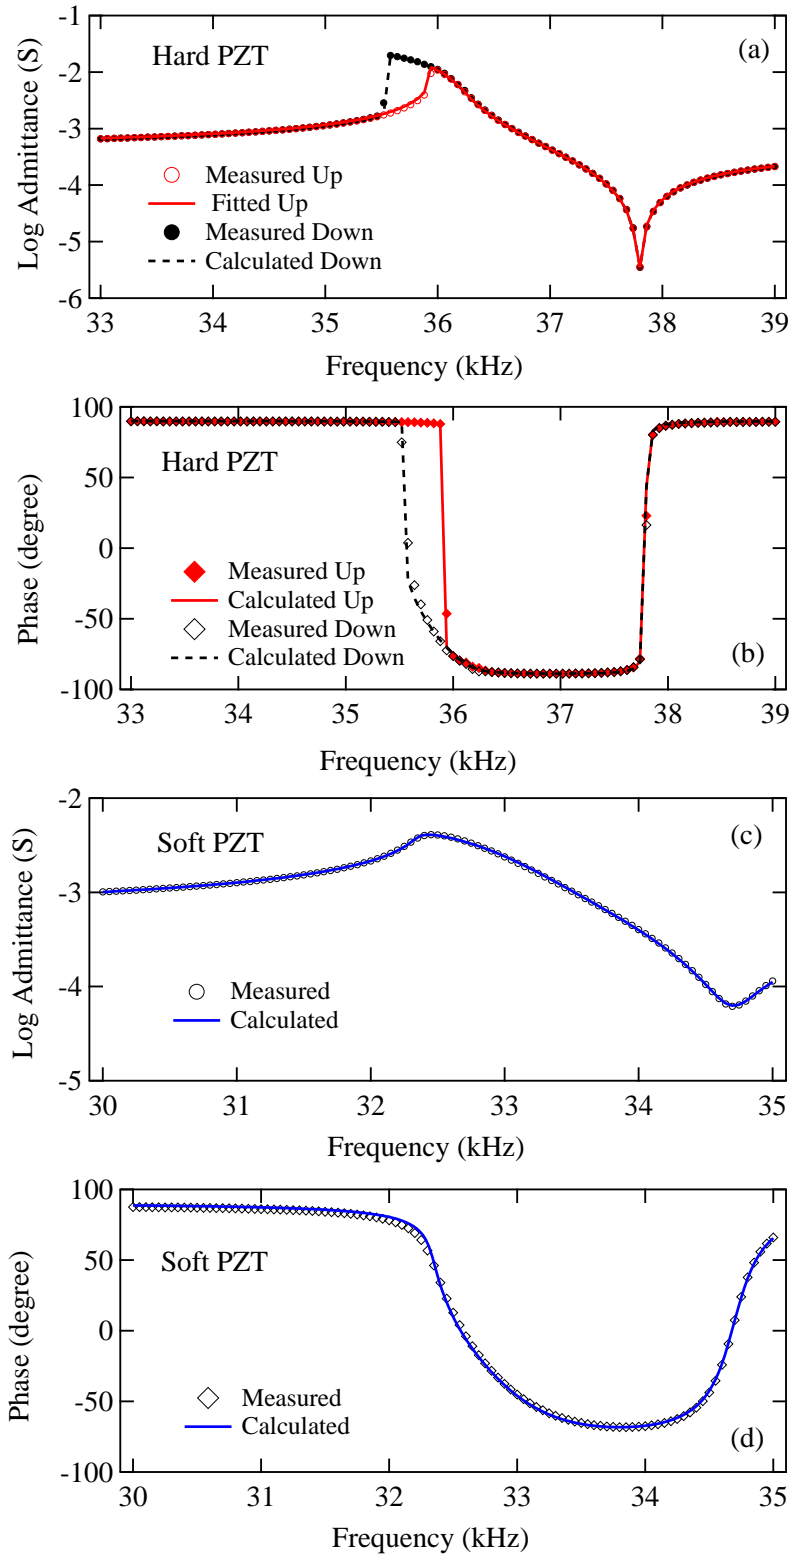 -1
Hard PZT
(a)
-2
-3
-4
-5
-6
Log Admittance (S)
Measured Up
Fitted Up
Measured Down
Calculated Down
33 34 35 36 37 38 39
Frequency (kHz)
100
50
0
-50
-100
Phase (degree)
Hard PZT
Measured Up
Calculated Up
Measured Down
Calculated Down
(b)
33 34 35 36 37 38 39
Frequency (kHz)
-2
-3
-4
-5
Log Admittance (S)
Soft PZT
(c)
Measured
Calculated
30 31 32 33 34 35
Frequency (kHz)
100
50
0
-50
-100
Phase (degree)
Soft PZT
Measured
Calculated
(d)
30 31 32 33 34 35
Frequency (kHz)